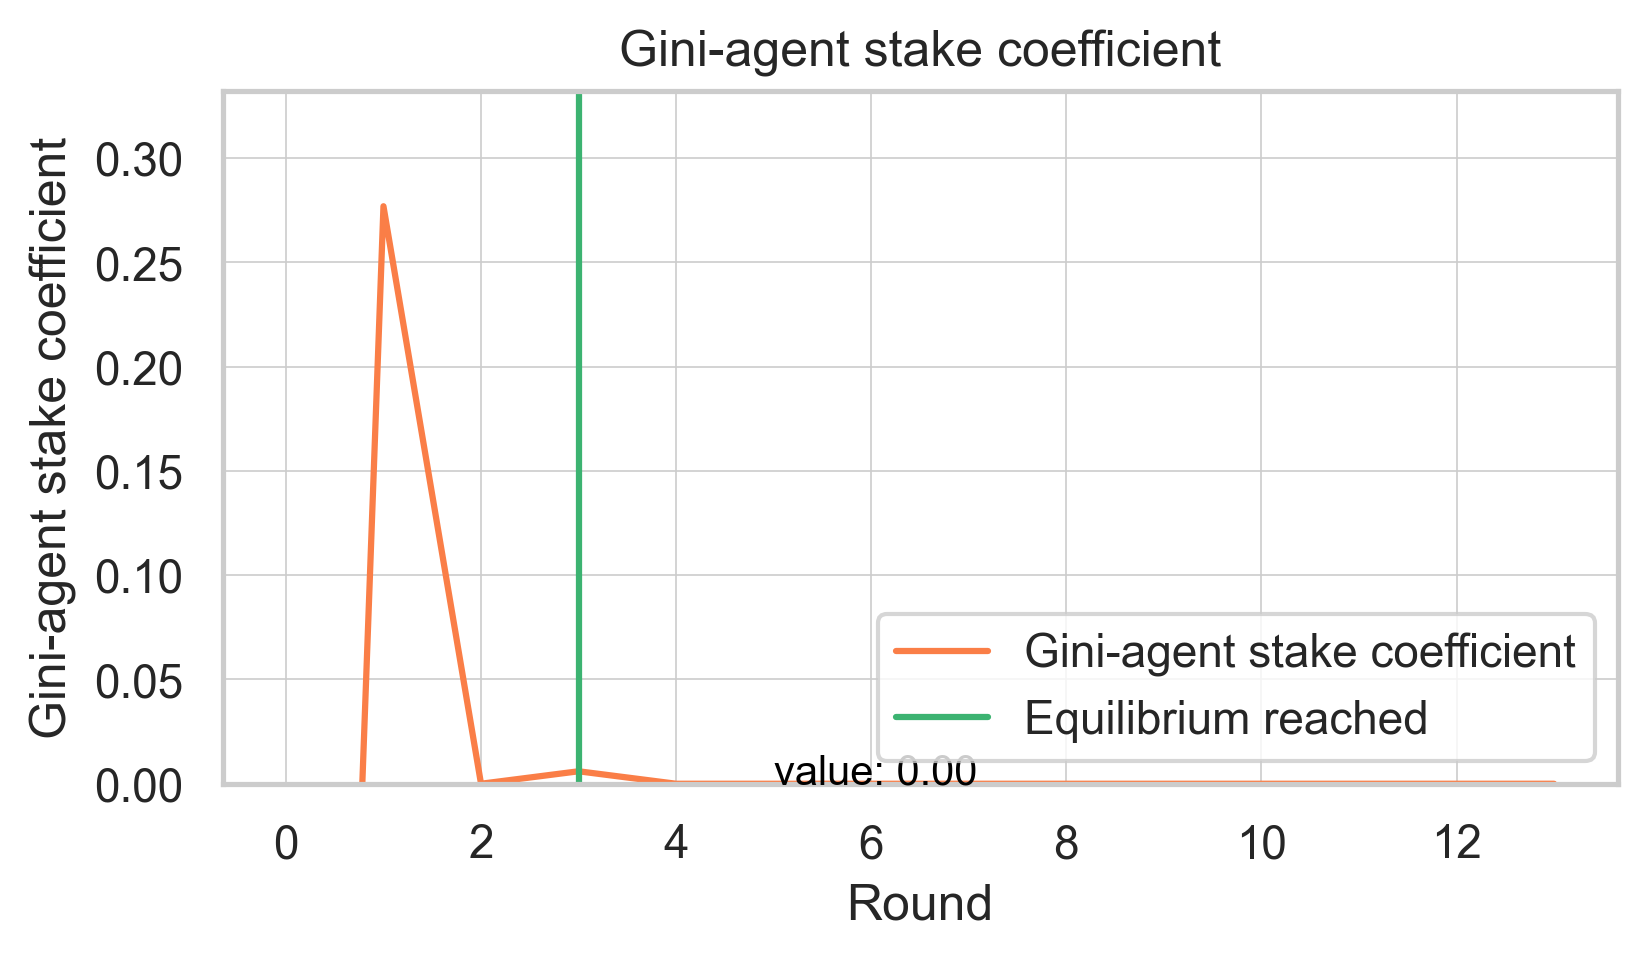 Gini-agent stake coefficient
Gini-agent stake coefficient
0.30
0.25
0.20
0.15
0.10
0.05
0.00
Gini-agent stake coefficient
Equilibrium reached
value: 0.00
0 2 4 6 8 10 12
Round